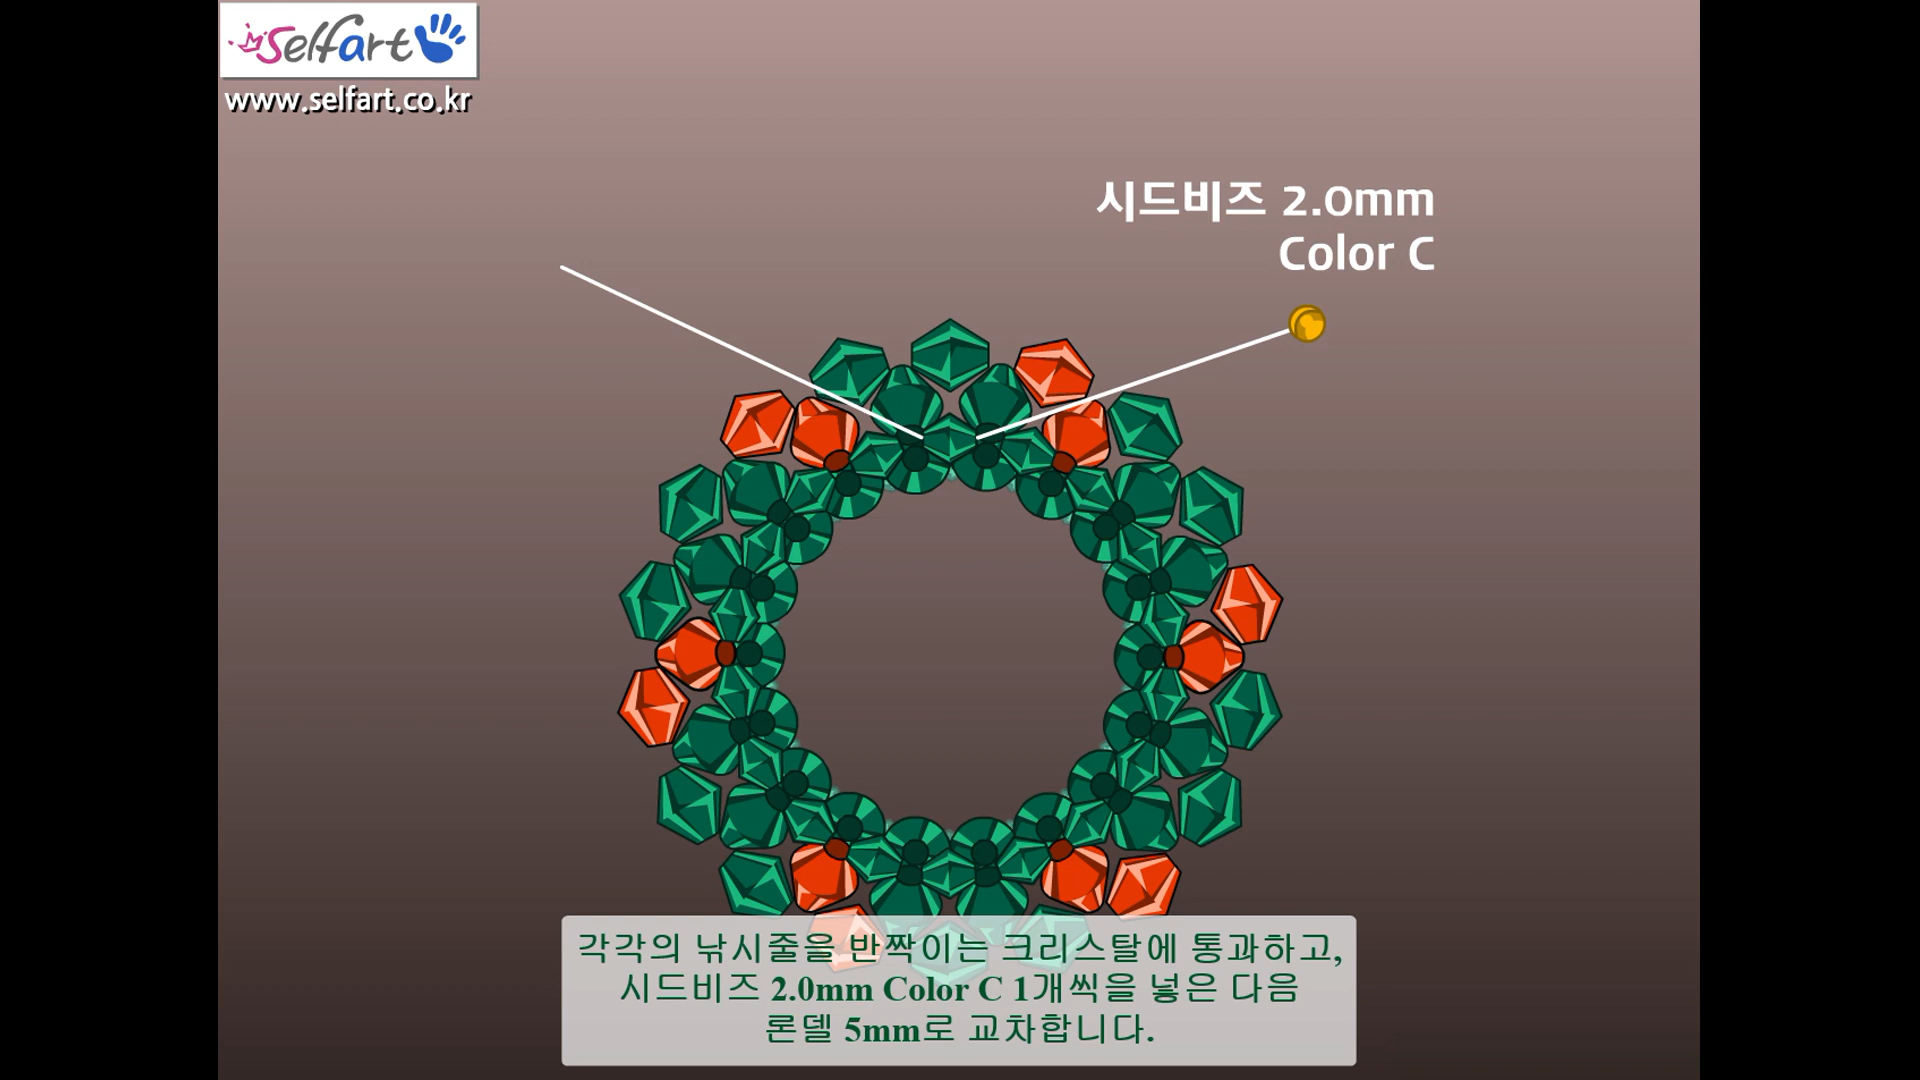 Selfart
www.selfart.co.kr
시드비즈 2.0mm
Color C
각각의 낚시줄을 반짝이는 크리스탈에 통과하고,
시드비즈 2.0mm Color C 1개씩을 넣은 다음
론델 5mm로 교차합니다.